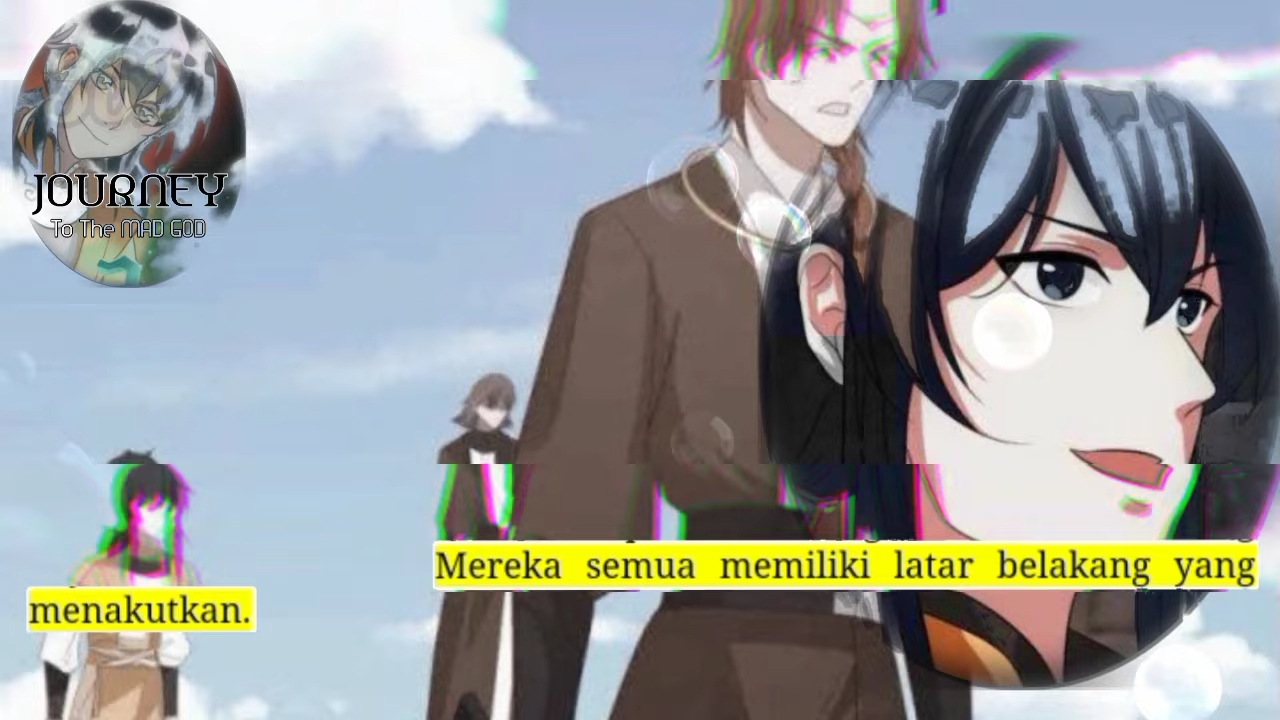 JOURNEY
To The MAD GOD
Mereka semua memiliki latar belakang yang
menakutkan.